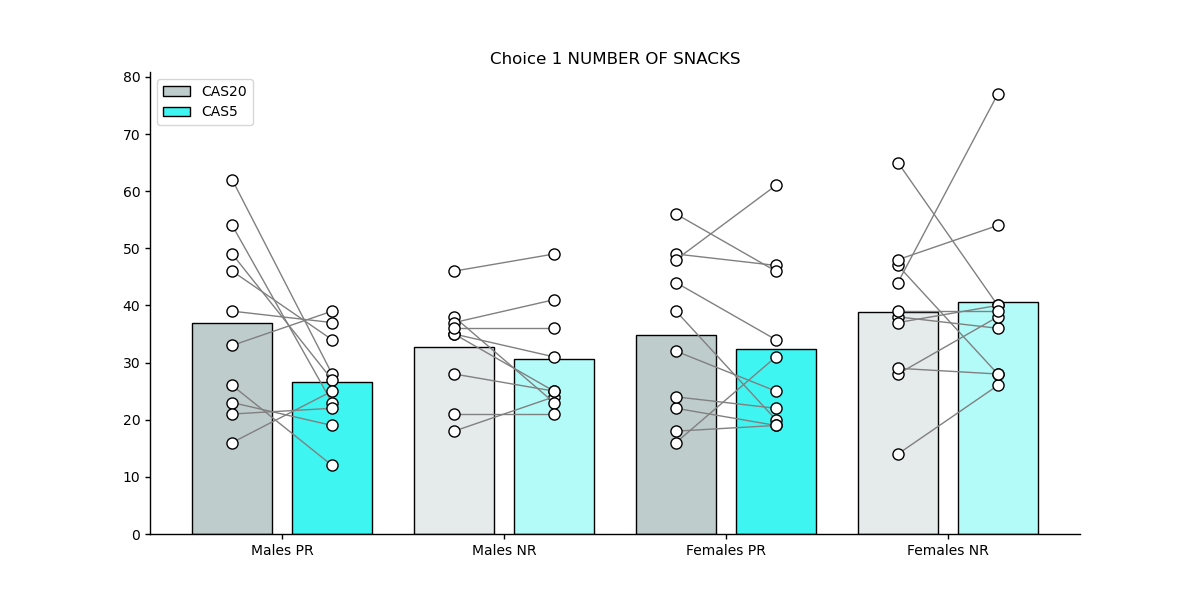 Choice 1 NUMBER OF SNACKS
80
70
60
50
40
30
20
10
0
CAS20
CAS5
Males PR
Males NR
Females PR
Females NR